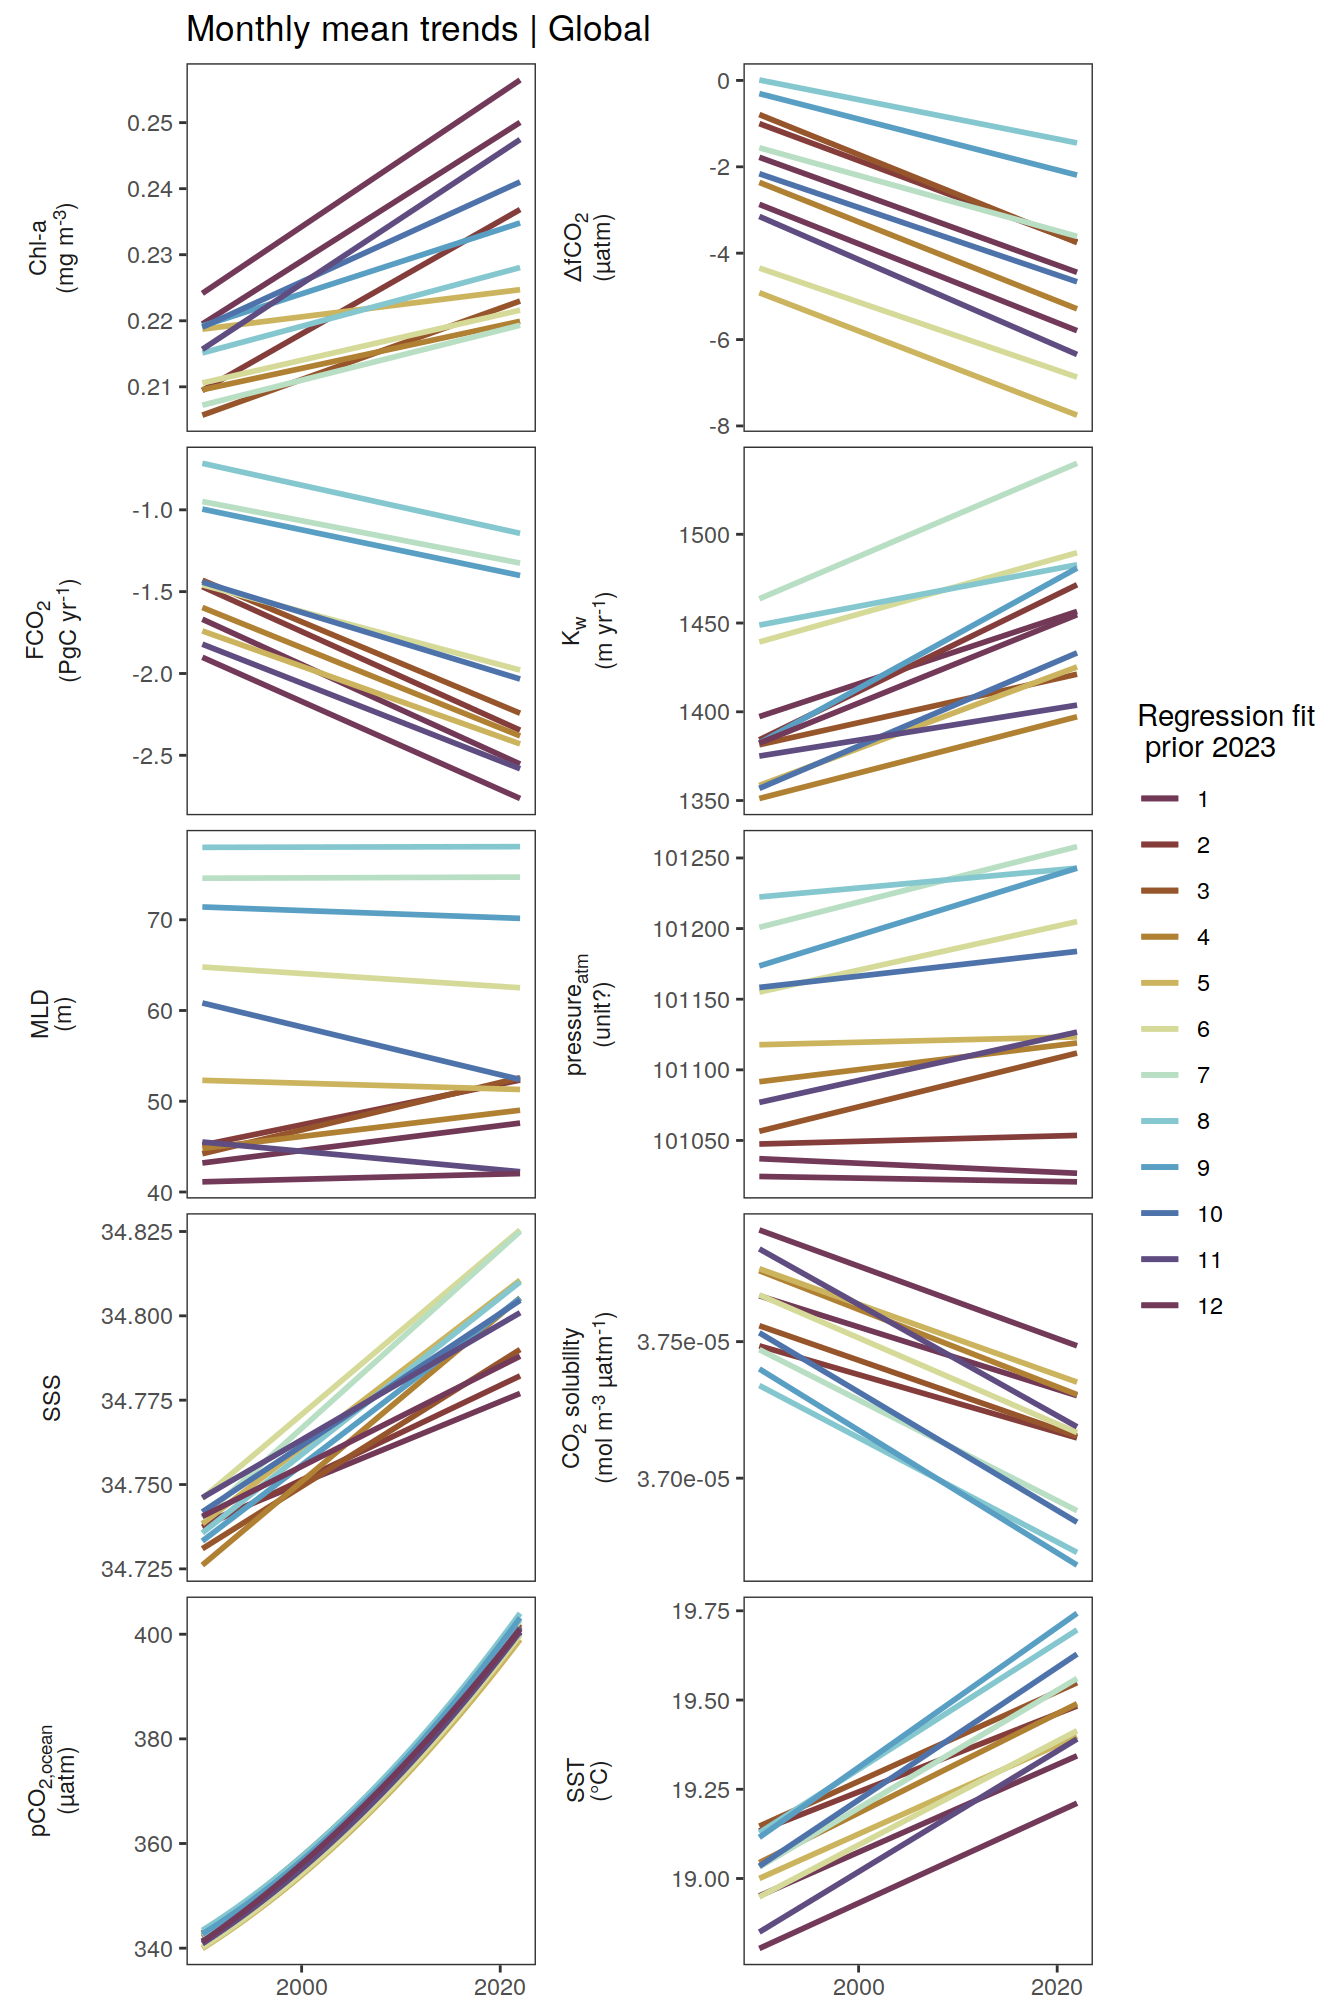 Monthly mean trends | Global
Chl-a
(mg m⁻³)
0.25
0.24
0.23
0.22
0.21
ΔfCO₂
(µatm)
0
-2
-4
-6
-8
FCO₂
(PgC yr⁻¹)
-1.0
-1.5
-2.0
-2.5
Kw
(m yr⁻¹)
1500
1450
1400
1350
MLD
(m)
70
60
50
40
pressureatm
(unit?)
101250
101200
101150
101100
101050
SSS
34.825
34.800
34.775
34.750
34.725
CO₂ solubility
(mol m⁻³ µatm⁻¹)
3.75e-05
3.70e-05
pCO₂,ocean
(µatm)
400
380
360
340
2000
2020
SST
(°C)
19.75
19.50
19.25
19.00
2000
2020
Regression fit
prior 2023
1
2
3
4
5
6
7
8
9
10
11
12